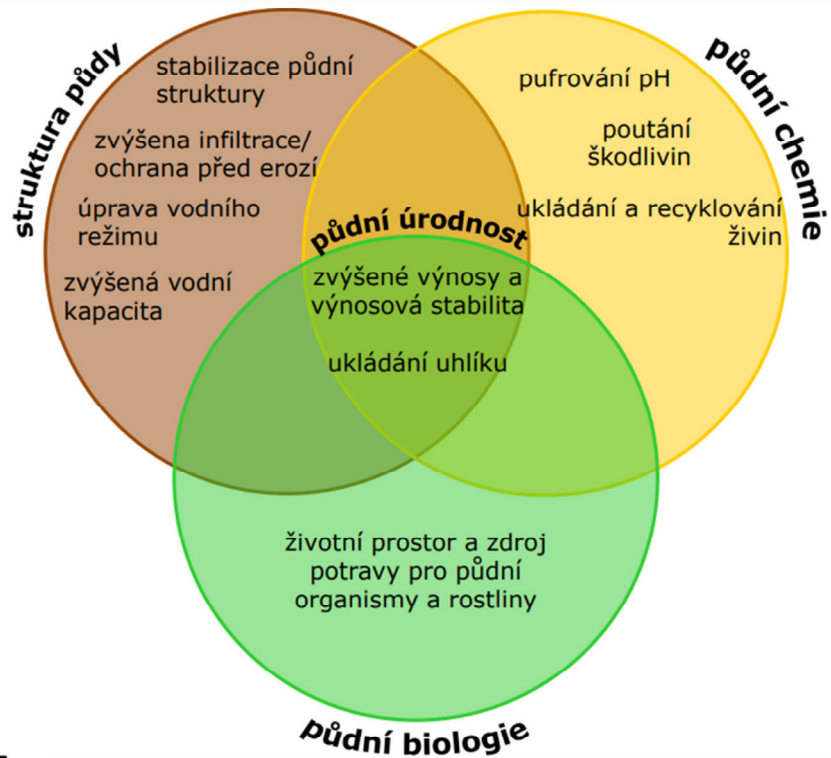 struktura půdy
stabilizace půdní
struktury
zvýšena infiltrace/
ochrana před erozí
úprava vodního
režimu
zvýšená vodní
kapacita
půdní chemie
pufrování pH
poutání
škodlivin
ukládání a recyklování
živin
půdní úrodnost
zvýšené výnosy a
výnosová stabilita
ukládání uhlíku
životní prostor a zdroj
potravy pro půdní
organismy a rostliny
půdní biologie